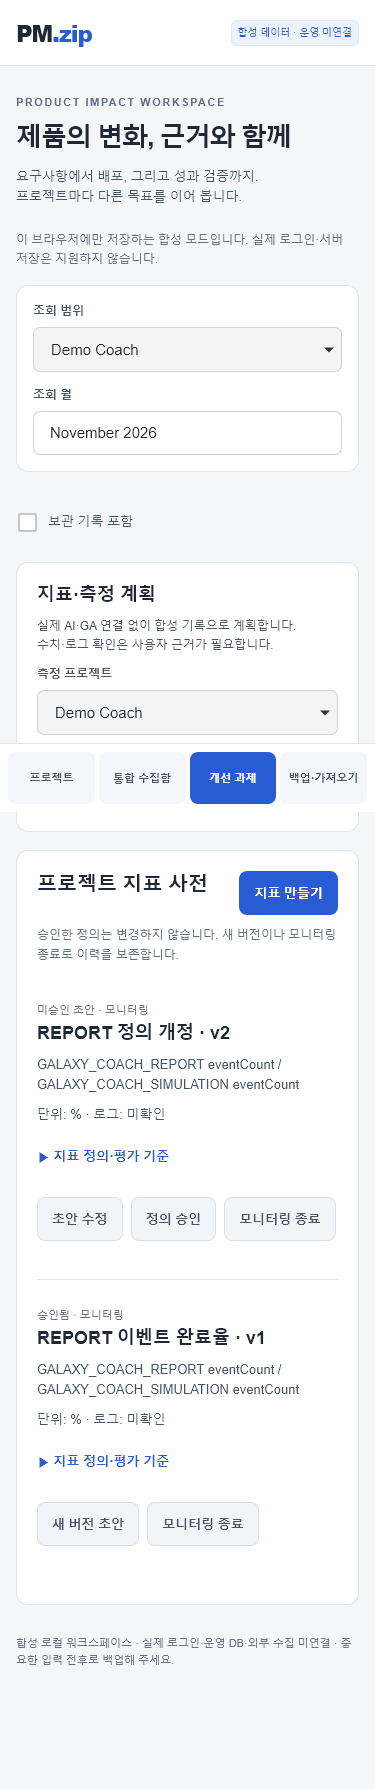 PM.zip
합성 데이터 · 운영 미연결
PRODUCT IMPACT WORKSPACE
제품의 변화, 근거와 함께
요구사항에서 배포, 그리고 성과 검증까지.
프로젝트마다 다른 목표를 이어 봅니다.
이 브라우저에만 저장하는 합성 모드입니다. 실제 로그인·서버
저장은 지원하지 않습니다.
조회 범위
Demo Coach
조회 월
November 2026
보관 기록 포함
지표·측정 계획
실제 AI·GA 연결 없이 합성 기록으로 계획합니다.
수치·로그 확인은 사용자 근거가 필요합니다.
측정 프로젝트
Demo Coach
프로젝트
통합 수집함
개선 과제
백업·가져오기
프로젝트 지표 사전
지표 만들기
승인한 정의는 변경하지 않습니다. 새 버전이나 모니터링
종료로 이력을 보존합니다.
미승인 초안 · 모니터링
REPORT 정의 개정 · v2
GALAXY_COACH_REPORT eventCount /
GALAXY_COACH_SIMULATION eventCount
단위: % · 로그: 미확인
▶ 지표 정의·평가 기준
초안 수정
정의 승인
모니터링 종료
승인됨 · 모니터링
REPORT 이벤트 완료율 · v1
GALAXY_COACH_REPORT eventCount /
GALAXY_COACH_SIMULATION eventCount
단위: % · 로그: 미확인
▶ 지표 정의·평가 기준
새 버전 초안
모니터링 종료
합성 로컬 워크스페이스 · 실제 로그인·운영 DB·외부 수집 미연결 · 중
요한 입력 전후로 백업해 주세요.